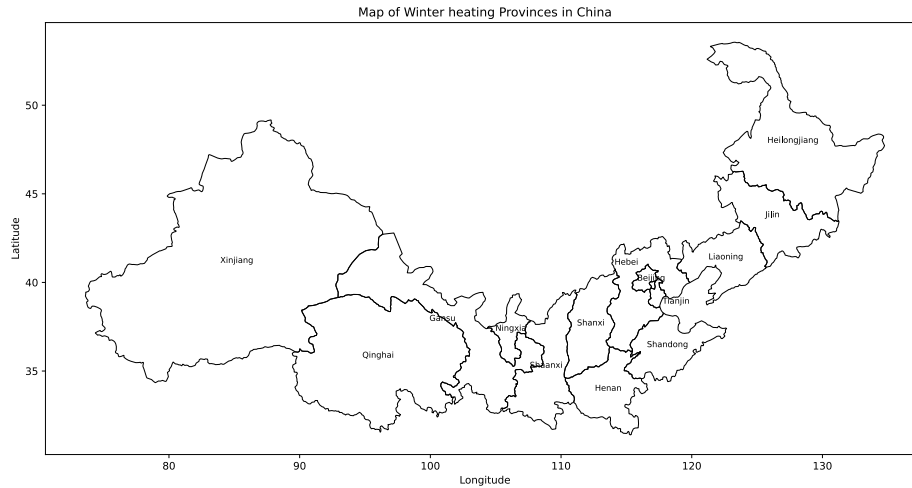 Map of Winter heating Provinces in China
Latitude
50
45
40
35
Heilongjiang
Jilin
Liaoning
Xinjiang
Hebei
Beijing
Tianjin
Gansu
Ningxia
Shanxi
Shandong
Qinghai
Shaanxi
Henan
80
90
100
110
120
130
Longitude